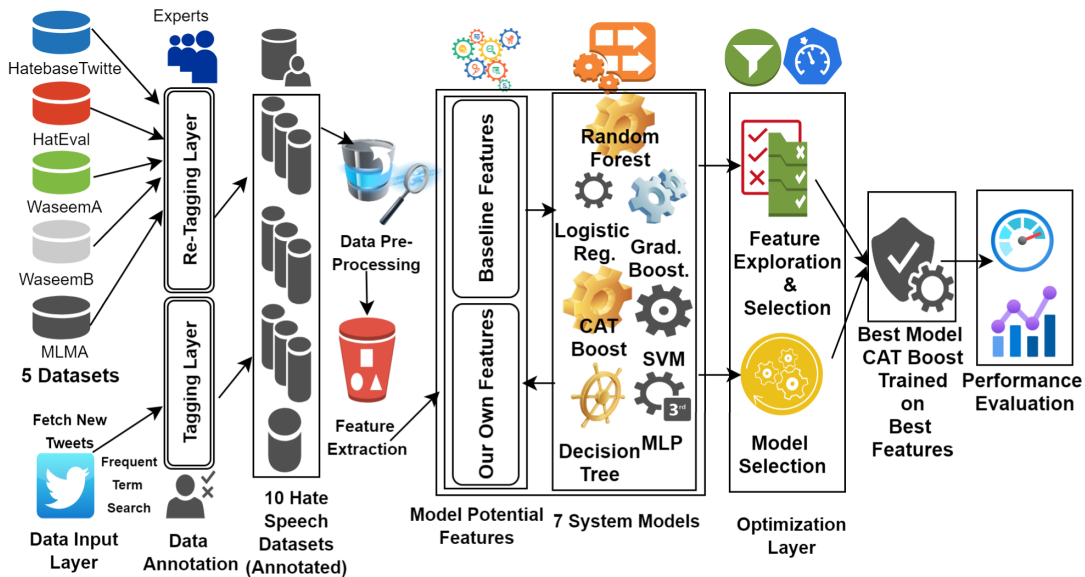 Experts
HatebaseTwitte
HatEval
WaseemA
WaseemB
MLMA
5 Datasets
Fetch New
Tweets
Frequent
Term
Search
Data Input
Layer
Re-Tagging Layer
Tagging Layer
Data
Annotation
10 Hate
Speech
Datasets
(Annotated)
Data Pre-
Processing
Feature
Extraction
Baseline Features
Our Own Features
Model Potential
Features
Random
Forest
Logistic
Reg.
Grad.
Boost.
CAT
Boost
SVM
Decision
Tree
3rd
MLP
7 System Models
Feature
Exploration
&
Selection
Model
Selection
Optimization
Layer
Best Model
CAT Boost
Trained
on
Best
Features
Performance
Evaluation